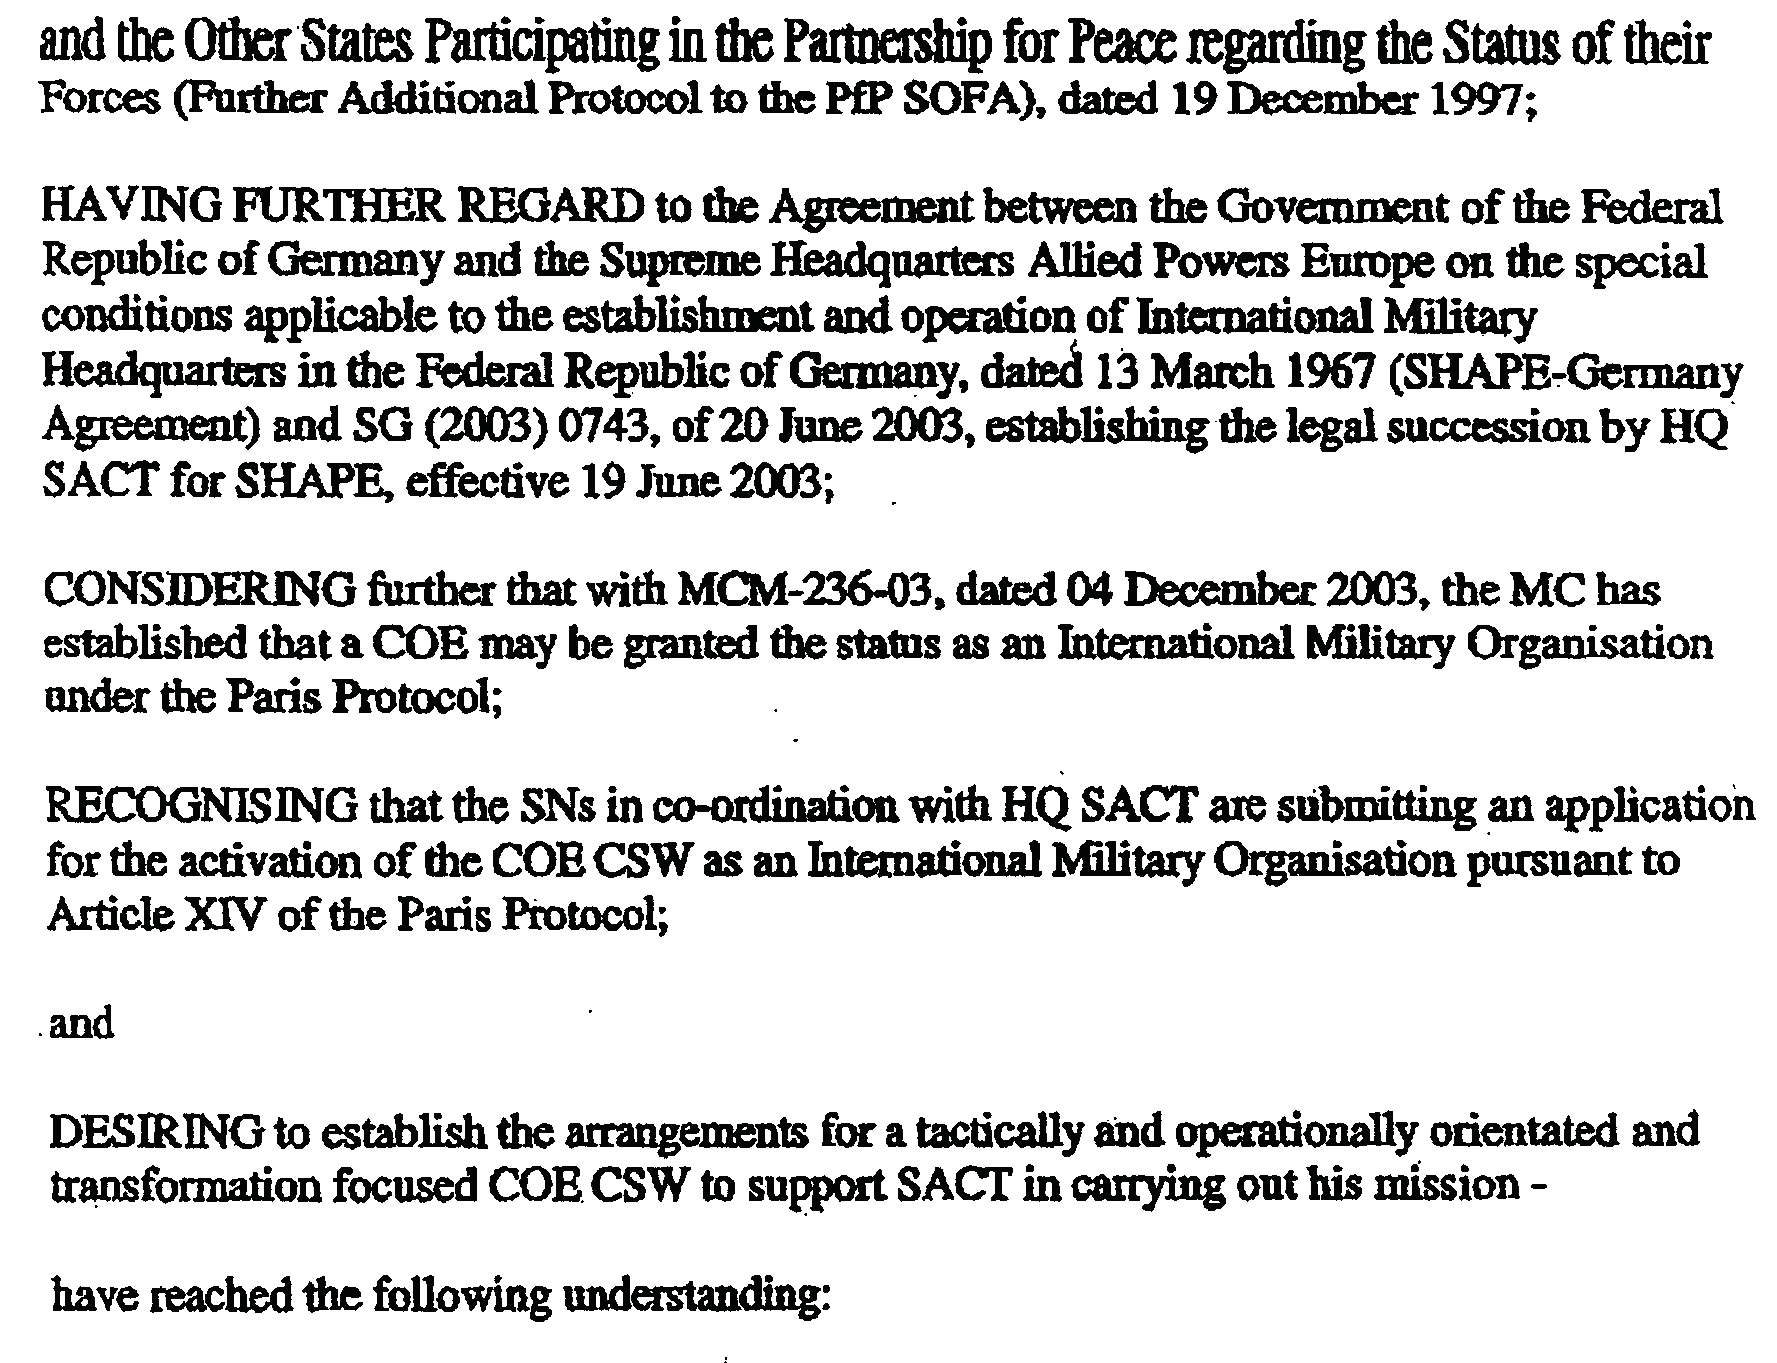 and the Other States Participating in the Partnership for Peace regarding the Status of their
Forces (Further Additional Protocol to the PfP SOFA), dated 19 December 1997;
HAVING FURTHER REGARD to the Agreement between the Government of the Federal
Republic of Germany and the Supreme Headquarters Allied Powers Europe on the special
conditions applicable to the establishment and operation of International Military
Headquarters in the Federal Republic of Germany, dated 13 March 1967 (SHAPE-Germany
Agreement) and SG (2003) 0743, of 20 June 2003, establishing the legal succession by HQ
SACT for SHAPE, effective 19 June 2003;
CONSIDERING further that with MCM-236-03, dated 04 December 2003, the MC has
established that a COE may be granted the status as an International Military Organisation
under the Paris Protocol;
RECOGNISING that the SNs in co-ordination with HQ SACT are submitting an application
for the activation of the COE CSW as an International Military Organisation pursuant to
Article XIV of the Paris Protocol;
and
DESIRING to establish the arrangements for a tactically and operationally orientated and
transformation focused COE CSW to support SACT in carrying out his mission -
have reached the following understanding: